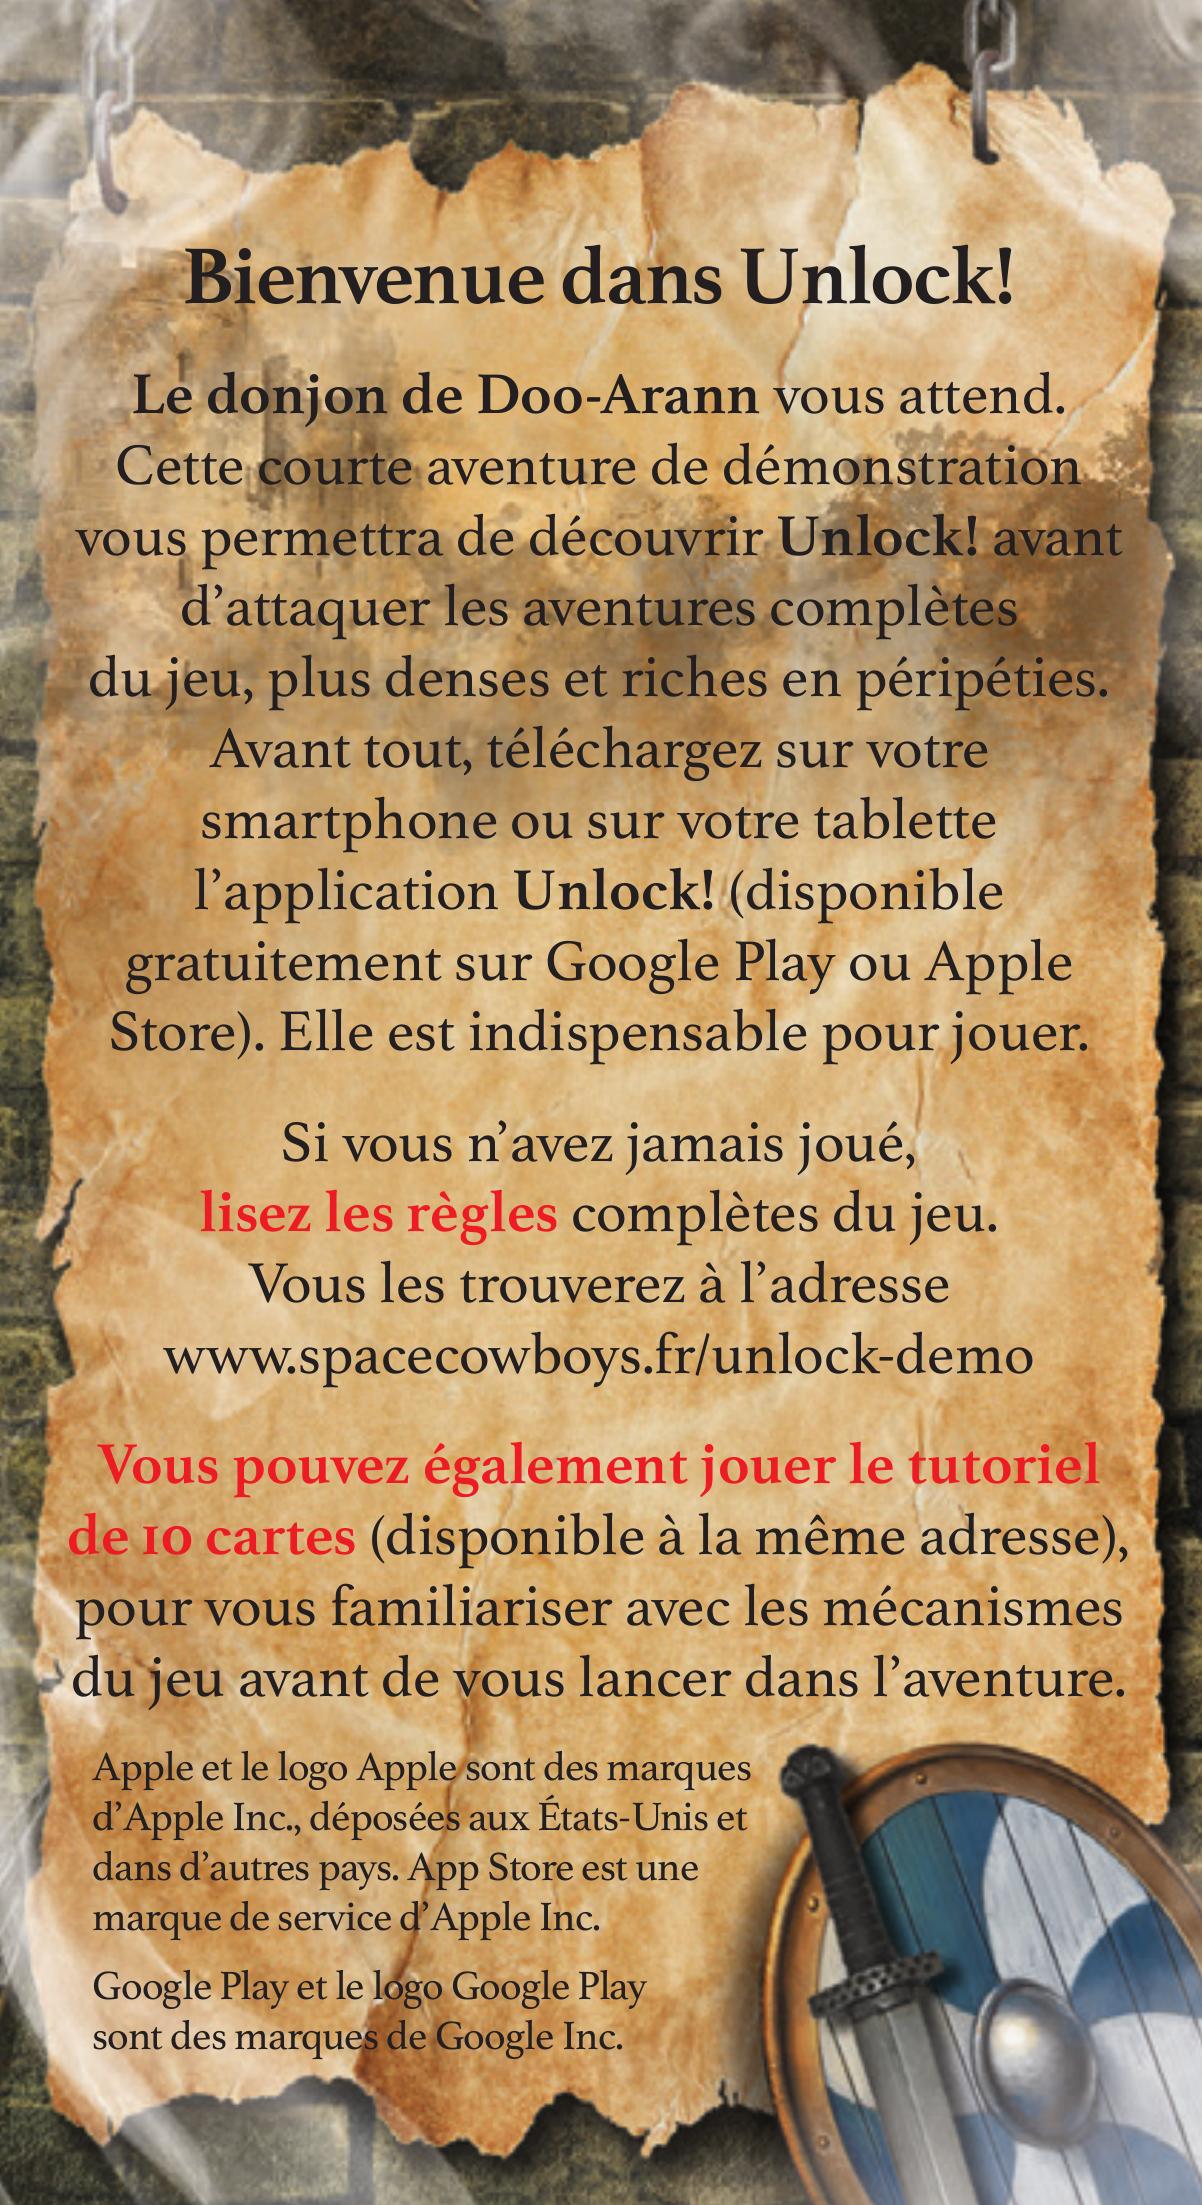 Bienvenue dans Unlock!
Le donjon de Doo-Arann vous attend.
Cette courte aventure de démonstration
vous permettra de découvrir Unlock! avant
d’attaquer les aventures complètes
du jeu, plus denses et riches en péripéties.
Avant tout, téléchargez sur votre
smartphone ou sur votre tablette
l’application Unlock! (disponible
gratuitement sur Google Play ou Apple
Store). Elle est indispensable pour jouer.
Si vous n’avez jamais joué,
lisez les règles complètes du jeu.
Vous les trouverez à l’adresse
www.spacecowboys.fr/unlock-demo
Vous pouvez également jouer le tutoriel
de 10 cartes (disponible à la même adresse),
pour vous familiariser avec les mécanismes
du jeu avant de vous lancer dans l’aventure.
Apple et le logo Apple sont des marques
d’Apple Inc., déposées aux États-Unis et
dans d’autres pays. App Store est une
marque de service d’Apple Inc.
Google Play et le logo Google Play
sont des marques de Google Inc.